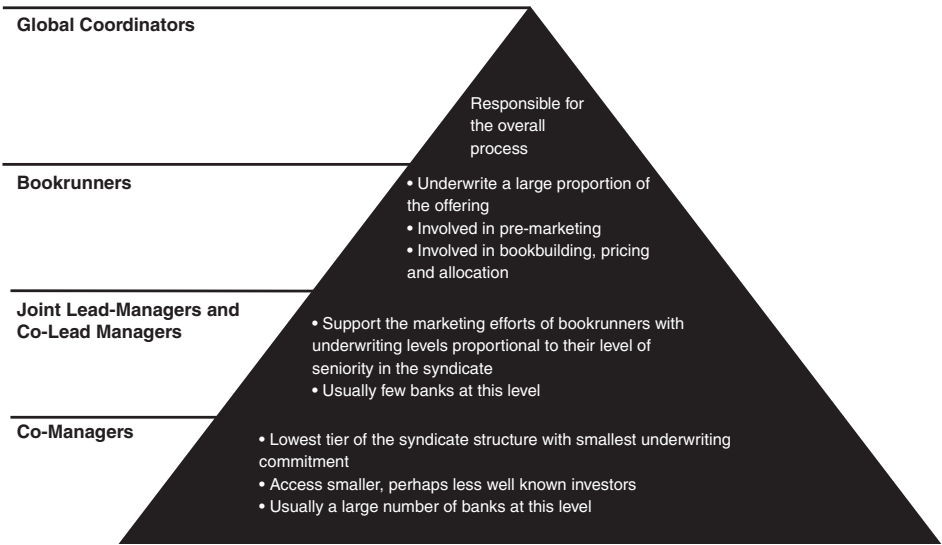 Global Coordinators
Responsible for
the overall
process
Bookrunners
• Underwrite a large proportion of
the offering
• Involved in pre-marketing
• Involved in bookbuilding, pricing
and allocation
Joint Lead-Managers and
Co-Lead Managers
• Support the marketing efforts of bookrunners with
underwriting levels proportional to their level of
seniority in the syndicate
• Usually few banks at this level
Co-Managers
• Lowest tier of the syndicate structure with smallest underwriting
commitment
• Access smaller, perhaps less well known investors
• Usually a large number of banks at this level